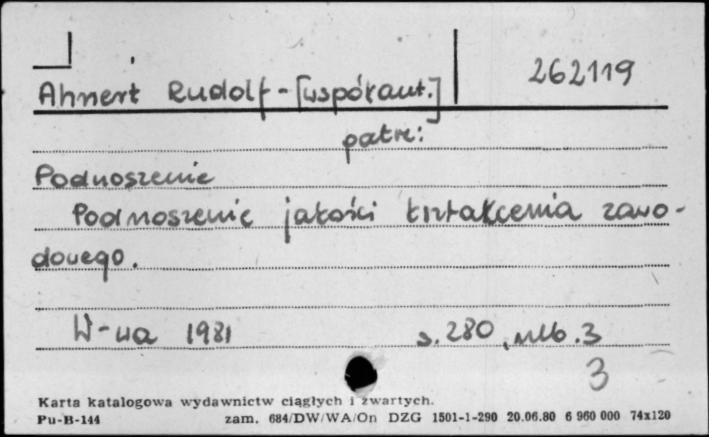 262119
Ahnert Rudolf - [współaut.]
patrz:
Podnoszenie
Podnoszenie jakości kształcenia zawo-
dowego.
W-wa 1981 s. 280, nlb. 3
3
Karta katalogowa wydawnictw ciągłych i zwartych.
Pu-B-144 zam. 684/DW/WA/On DZG 1501-1-290 20.06.80 6 960 000 74x120